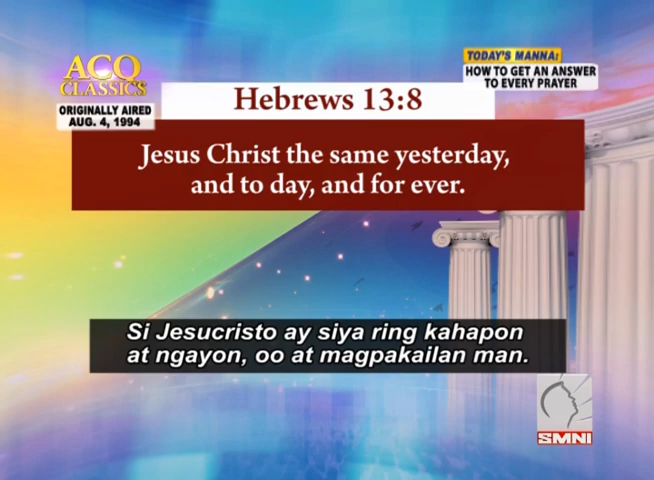 ACQ
CLASSICS
ORIGINALLY AIRED
AUG. 4, 1994
TODAY'S MANNA:
HOW TO GET AN ANSWER
TO EVERY PRAYER
Hebrews 13:8
Jesus Christ the same yesterday,
and to day, and for ever.
Si Jesucristo ay siya ring kahapon
at ngayon, oo at magpakailan man.
SMNI